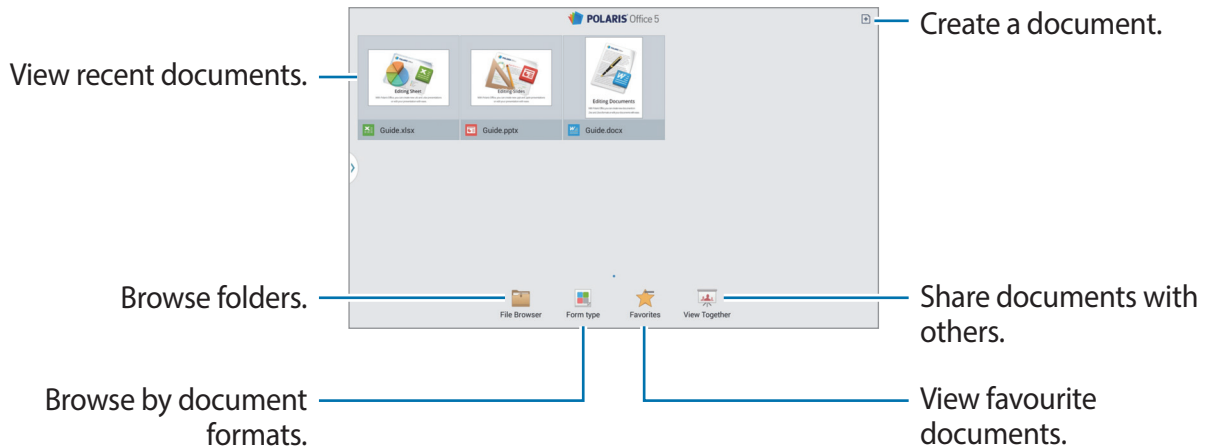 POLARIS Office 5
Create a document.
View recent documents.
Editing Sheet
Editing Slides
Editing Documents
Guide.xlsx
Guide.pptx
Guide.docx
Browse folders.
File Browser
Form type
Favorites
View Together
Share documents with
others.
Browse by document
formats.
View favourite
documents.